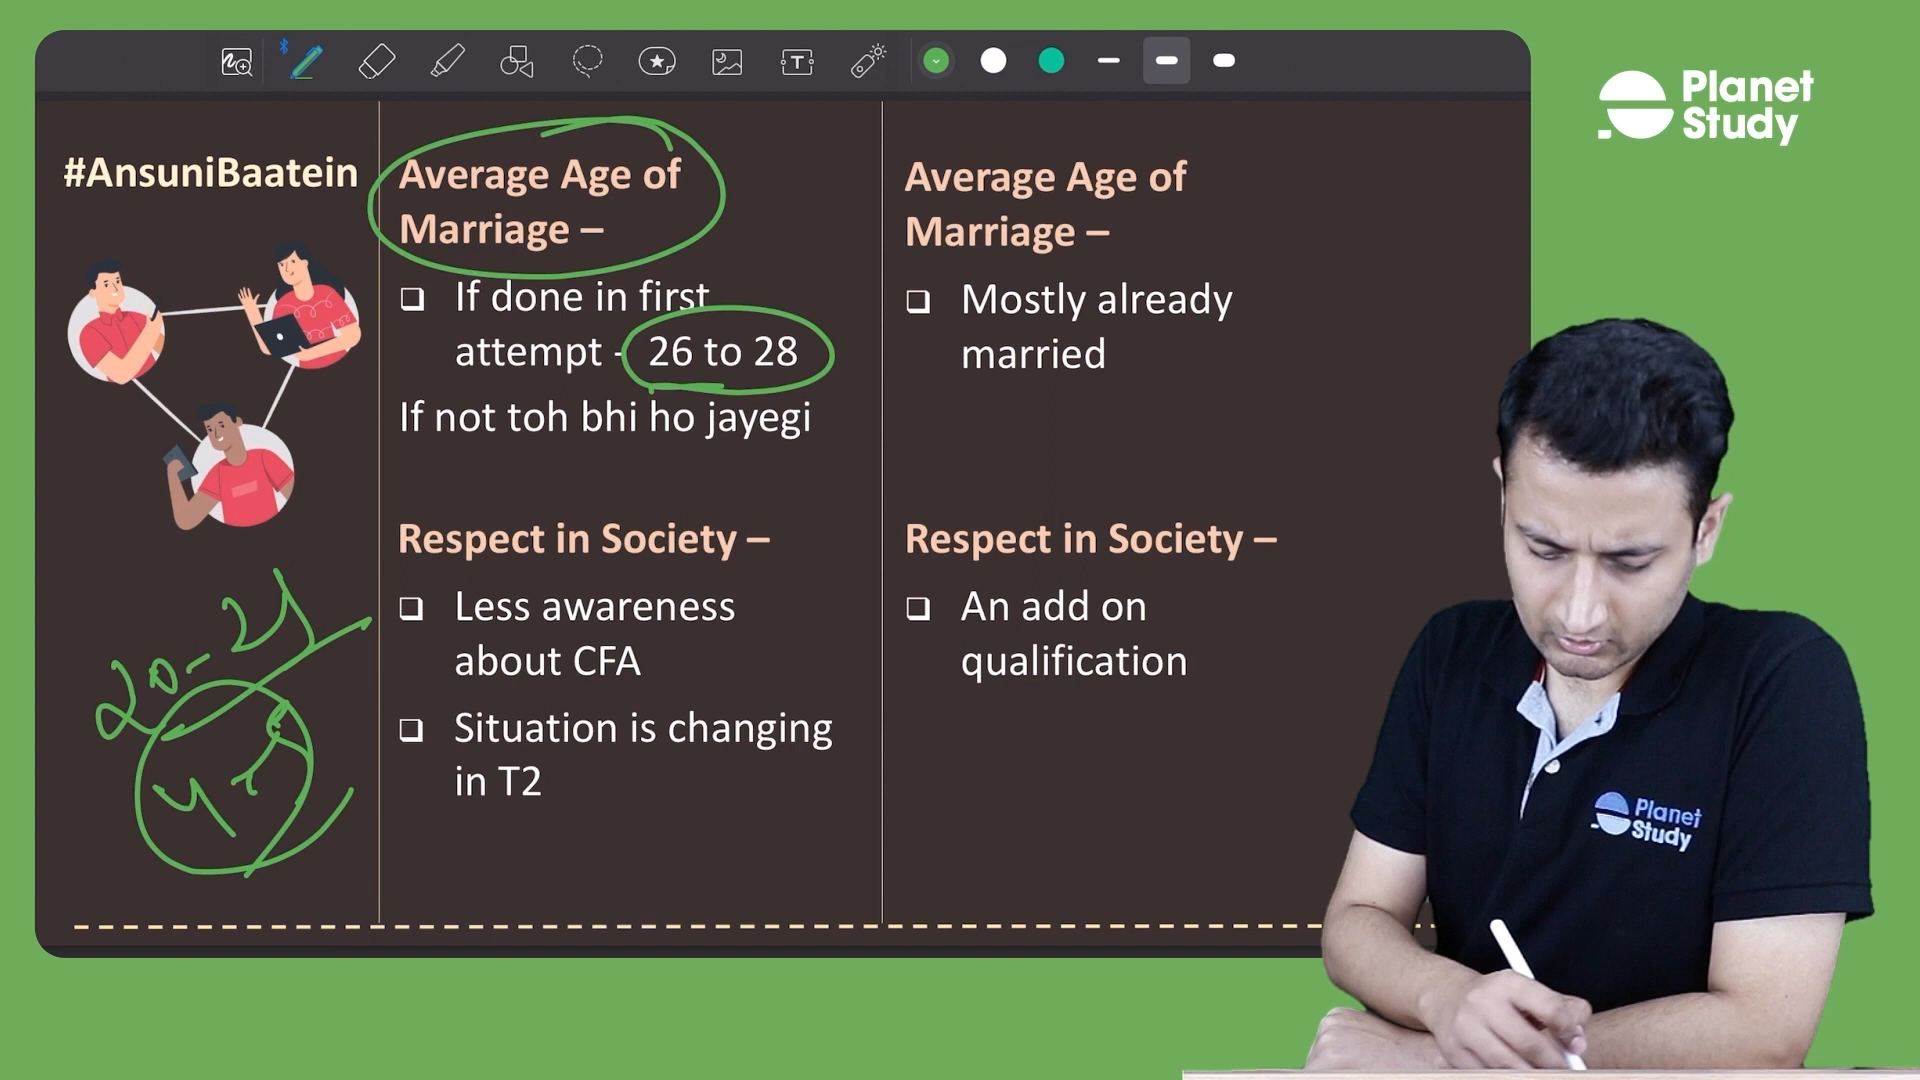 Planet
Study
#AnsuniBaatein
Average Age of
Marriage –
❑ If done in first
attempt - 26 to 28
If not toh bhi ho jayegi
Respect in Society –
❑ Less awareness
about CFA
❑ Situation is changing
in T2
Average Age of
Marriage –
❑ Mostly already
married
Respect in Society –
❑ An add on
qualification
20-21
Planet
Study